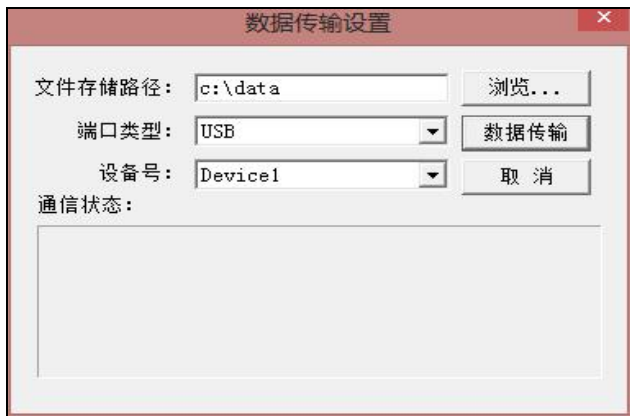 数据传输设置
文件存储路径： c:\data 浏览...
端口类型： USB 数据传输
设备号： Device1 取 消
通信状态：